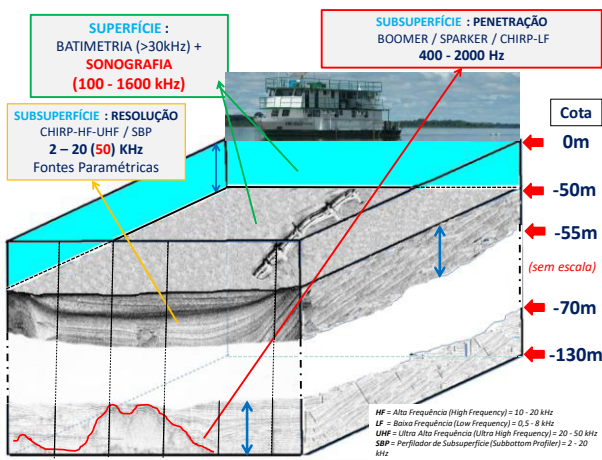 SUPERFÍCIE :
BATIMETRIA (>30kHz) +
SONOGRAFIA
(100 - 1600 kHz)
SUBSUPERFÍCIE : PENETRAÇÃO
BOOMER / SPARKER / CHIRP-LF
400 - 2000 Hz
SUBSUPERFÍCIE : RESOLUÇÃO
CHIRP-HF-UHF / SBP
2 – 20 (50) KHz
Fontes Paramétricas
Cota
0m
-50m
-55m
(sem escala)
-70m
-130m
HF = Alta Frequência (High Frequency) = 10 - 20 kHz
LF = Baixa Frequência (Low Frequency) = 0,5 - 8 kHz
UHF = Ultra Alta Frequência (Ultra High Frequency) = 20 - 50 kHz
SBP = Perfilador de Subsuperfície (Subbottom Profiler) = 2 - 20
kHz